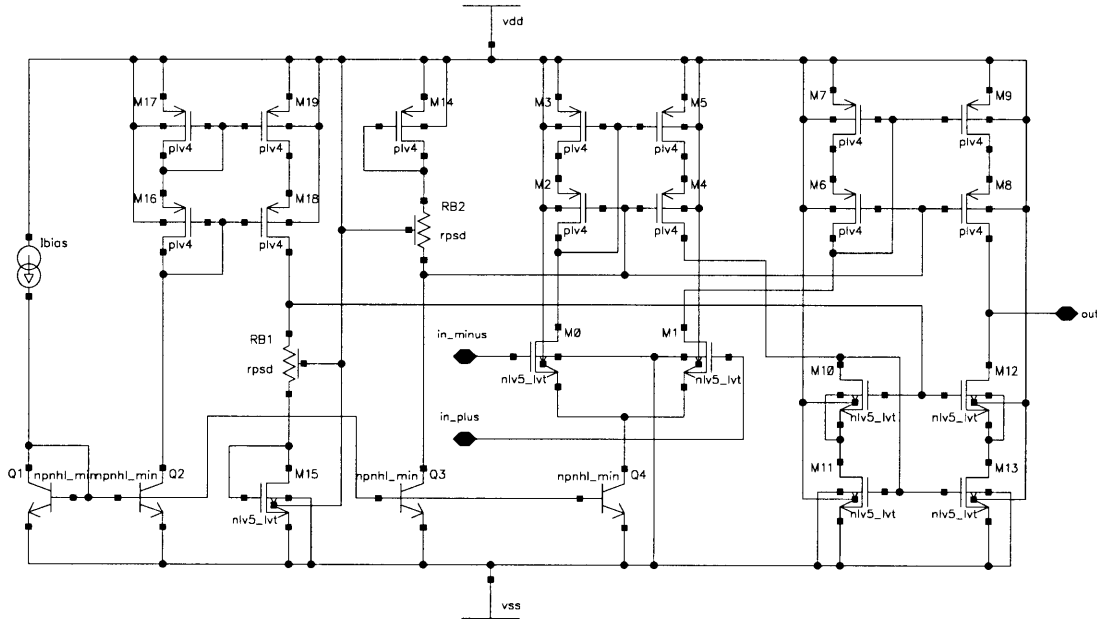 vdd
M17
M19
M14
M3
M5
M7
M9
plv4
plv4
plv4
plv4
plv4
plv4
plv4
M16
M18
RB2
M2
M4
M6
M8
rpsd
plv4
plv4
plv4
plv4
plv4
plv4
Ibias
out
RB1
in_minus
M0
M1
rpsd
M10
M12
nlv5_lvt
nlv5_lvt
in_plus
nlv5_lvt
nlv5_lvt
Q1
npnhl_min
npnhl_min
Q2
M15
npnhl_min
Q3
npnhl_min
Q4
M11
M13
nlv5_lvt
nlv5_lvt
nlv5_lvt
vss